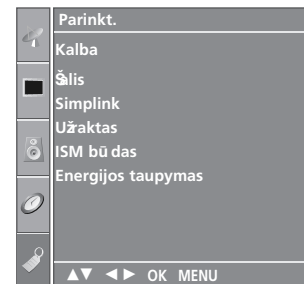 Parinkt.
Kalba
Šalis
Simplink
Užraktas
ISM būdas
Energijos taupymas
▲▼ ◄► OK MENU